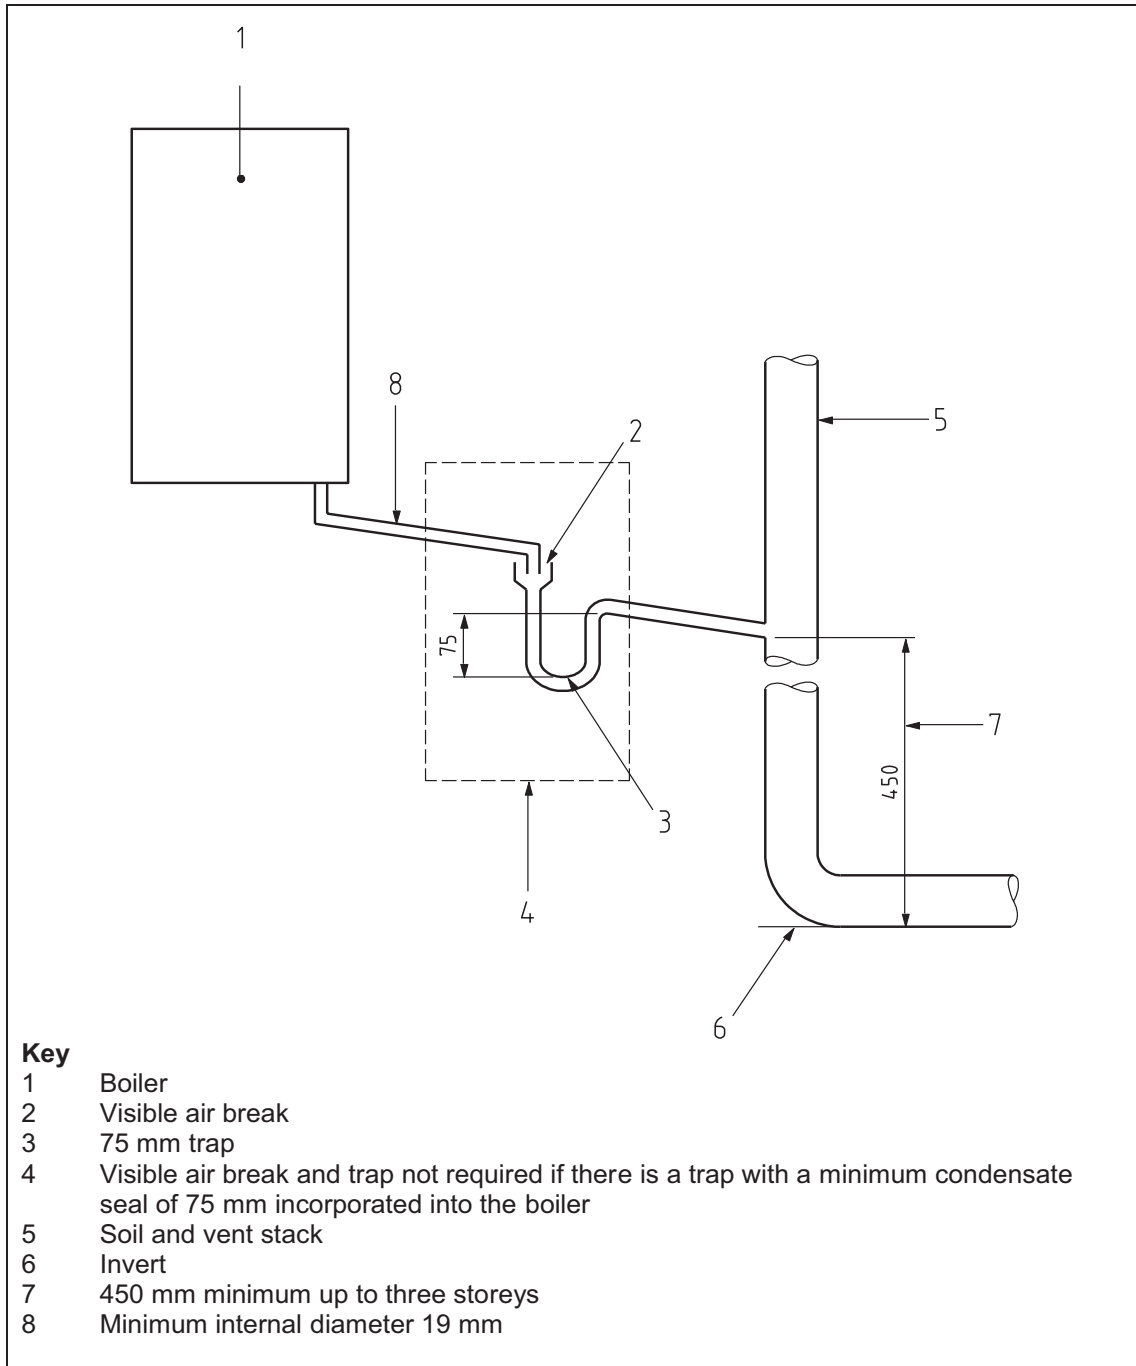 1
8
2
5
75
7
450
3
4
6
Key
1 Boiler
2 Visible air break
3 75 mm trap
4 Visible air break and trap not required if there is a trap with a minimum condensate
seal of 75 mm incorporated into the boiler
5 Soil and vent stack
6 Invert
7 450 mm minimum up to three storeys
8 Minimum internal diameter 19 mm